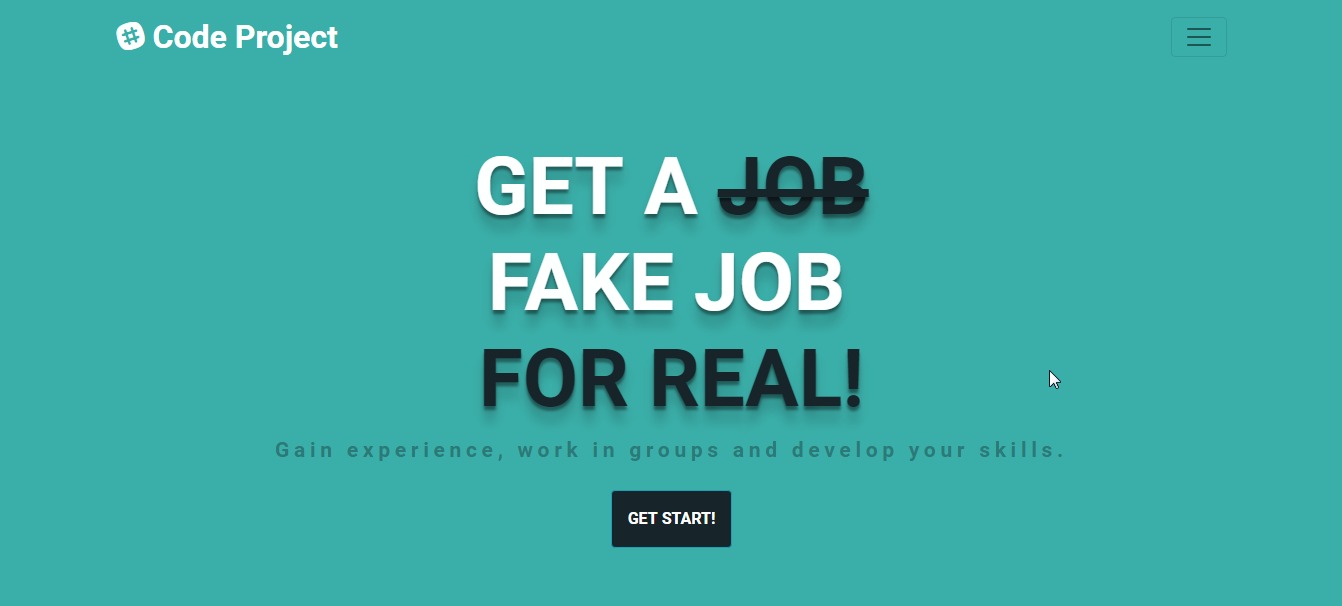 Code Project
GET A JOB
FAKE JOB
FOR REAL!
Gain experience, work in groups and develop your skills.
GET START!